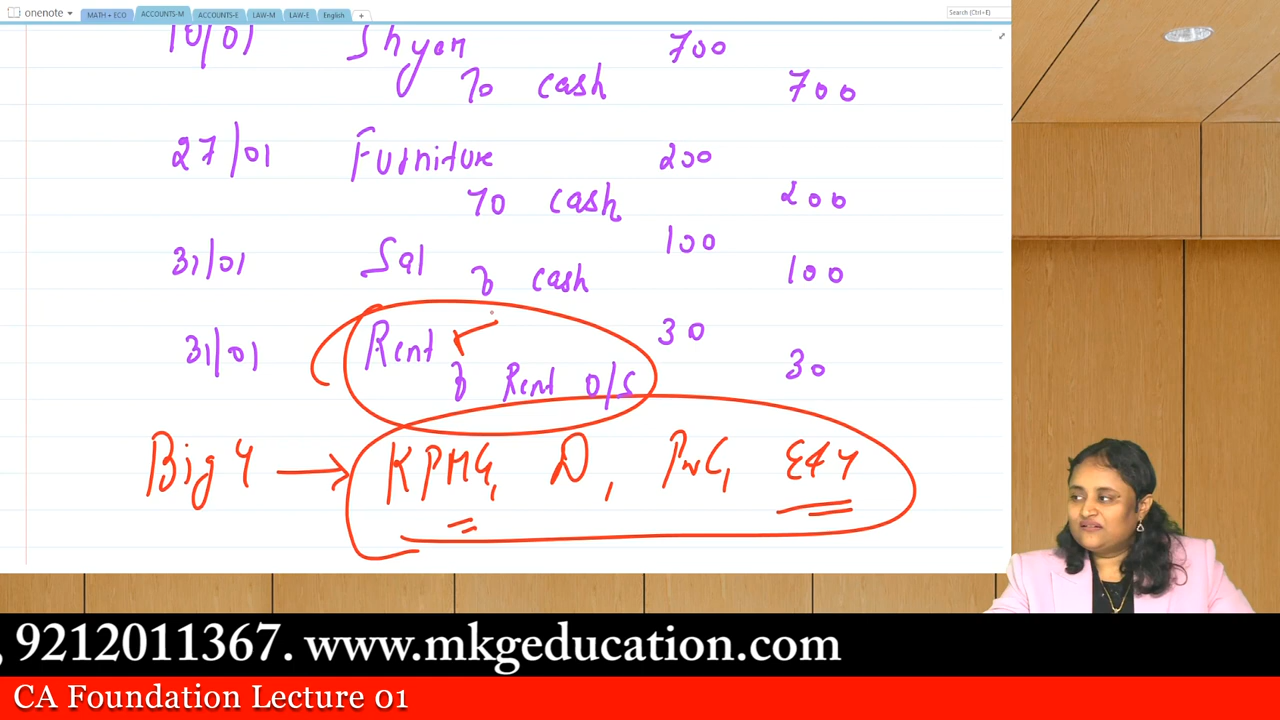 onenote
MATH + ECO ACCOUNTS-M ACCOUNTS-E LAW-M LAW-E English
Search (Ctrl+E)
10/01 Shyam 700
To cash 700
27/01 Furniture 200
To cash 200
31/01 Sal 100
To cash 100
31/01 Rent 30
To Rent O/S 30
Big 4 → KPMG, D, PwC, E&Y
, 9212011367. www.mkgeducation.com
CA Foundation Lecture 01